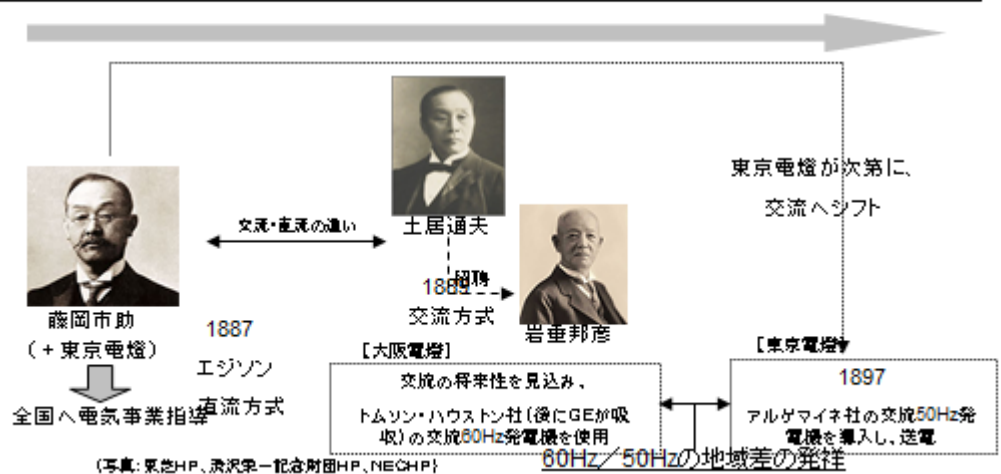 東京電燈が次第に、
交流へシフト
交流・直流の違い
土居通夫
招聘
1889
交流方式
岩垂邦彦
藤岡市助
(+東京電燈)
全国へ電気事業指導
1887
エジソン
直流方式
[大阪電燈]
交流の将来性を見込み、
トムソン・ハウストン社(後にGEが吸
収)の交流60Hz発電機を使用
[東京電燈]
1897
アルゲマイネ社の交流50Hz発
電機を導入し、送電
60Hz/50Hzの地域差の発祥
(写真:東芝HP、渋沢栄一記念財団HP、NECHP)